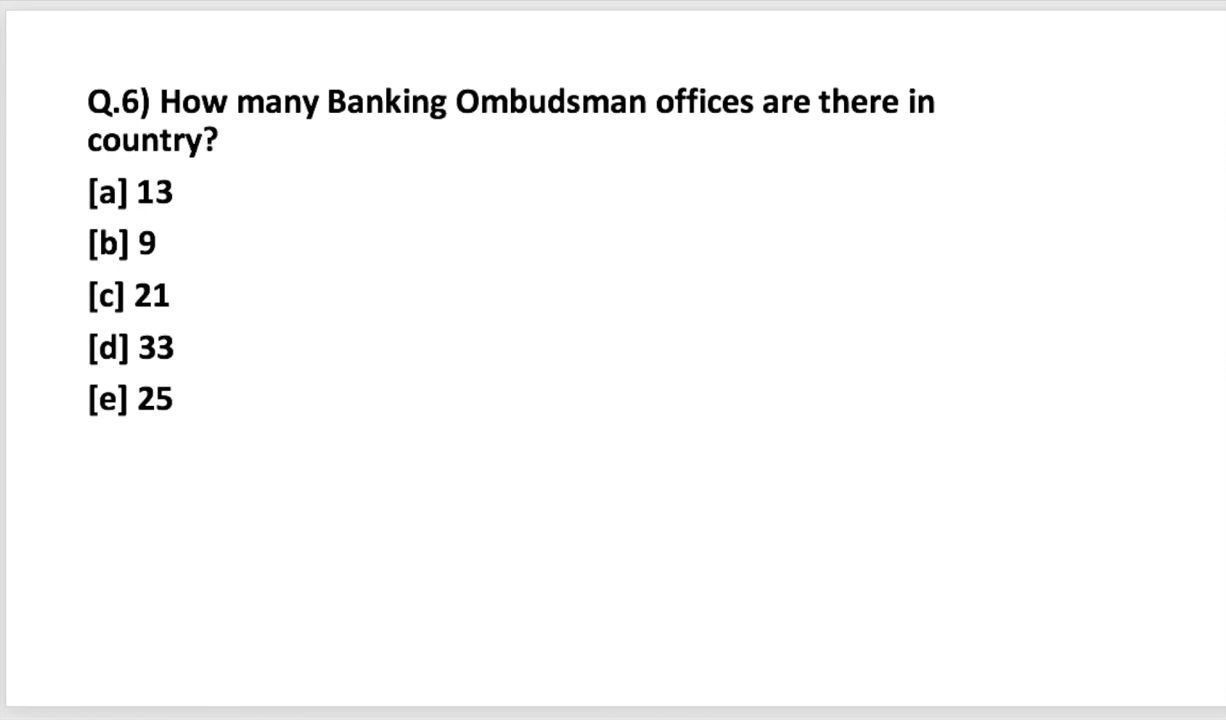 Q.6) How many Banking Ombudsman offices are there in
country?
[a] 13
[b] 9
[c] 21
[d] 33
[e] 25